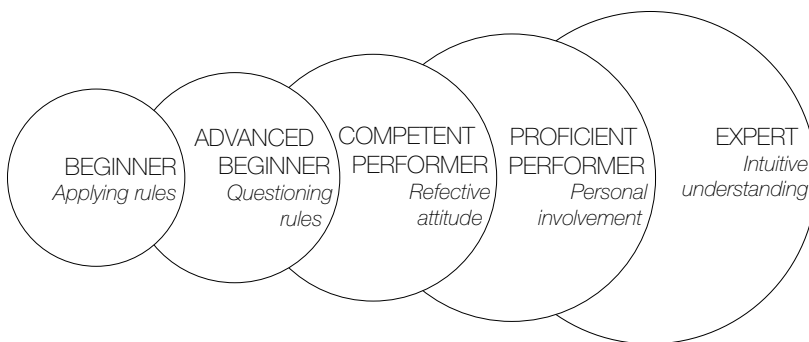 BEGINNER
Applying rules
ADVANCED
BEGINNER
Questioning
rules
COMPETENT
PERFORMER
Refective
attitude
PROFICIENT
PERFORMER
Personal
involvement
EXPERT
Intuitive
understanding